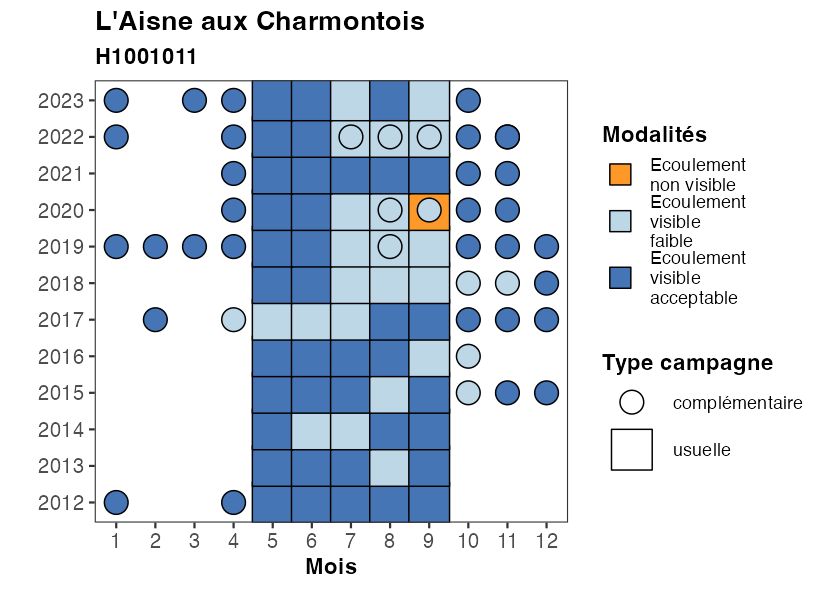 L'Aisne aux Charmontois
H1001011
2023
2022
2021
2020
2019
2018
2017
2016
2015
2014
2013
2012
1 2 3 4 5 6 7 8 9 10 11 12
Mois
Modalités
Ecoulement
non visible
Ecoulement
visible
faible
Ecoulement
visible
acceptable
Type campagne
complémentaire
usuelle